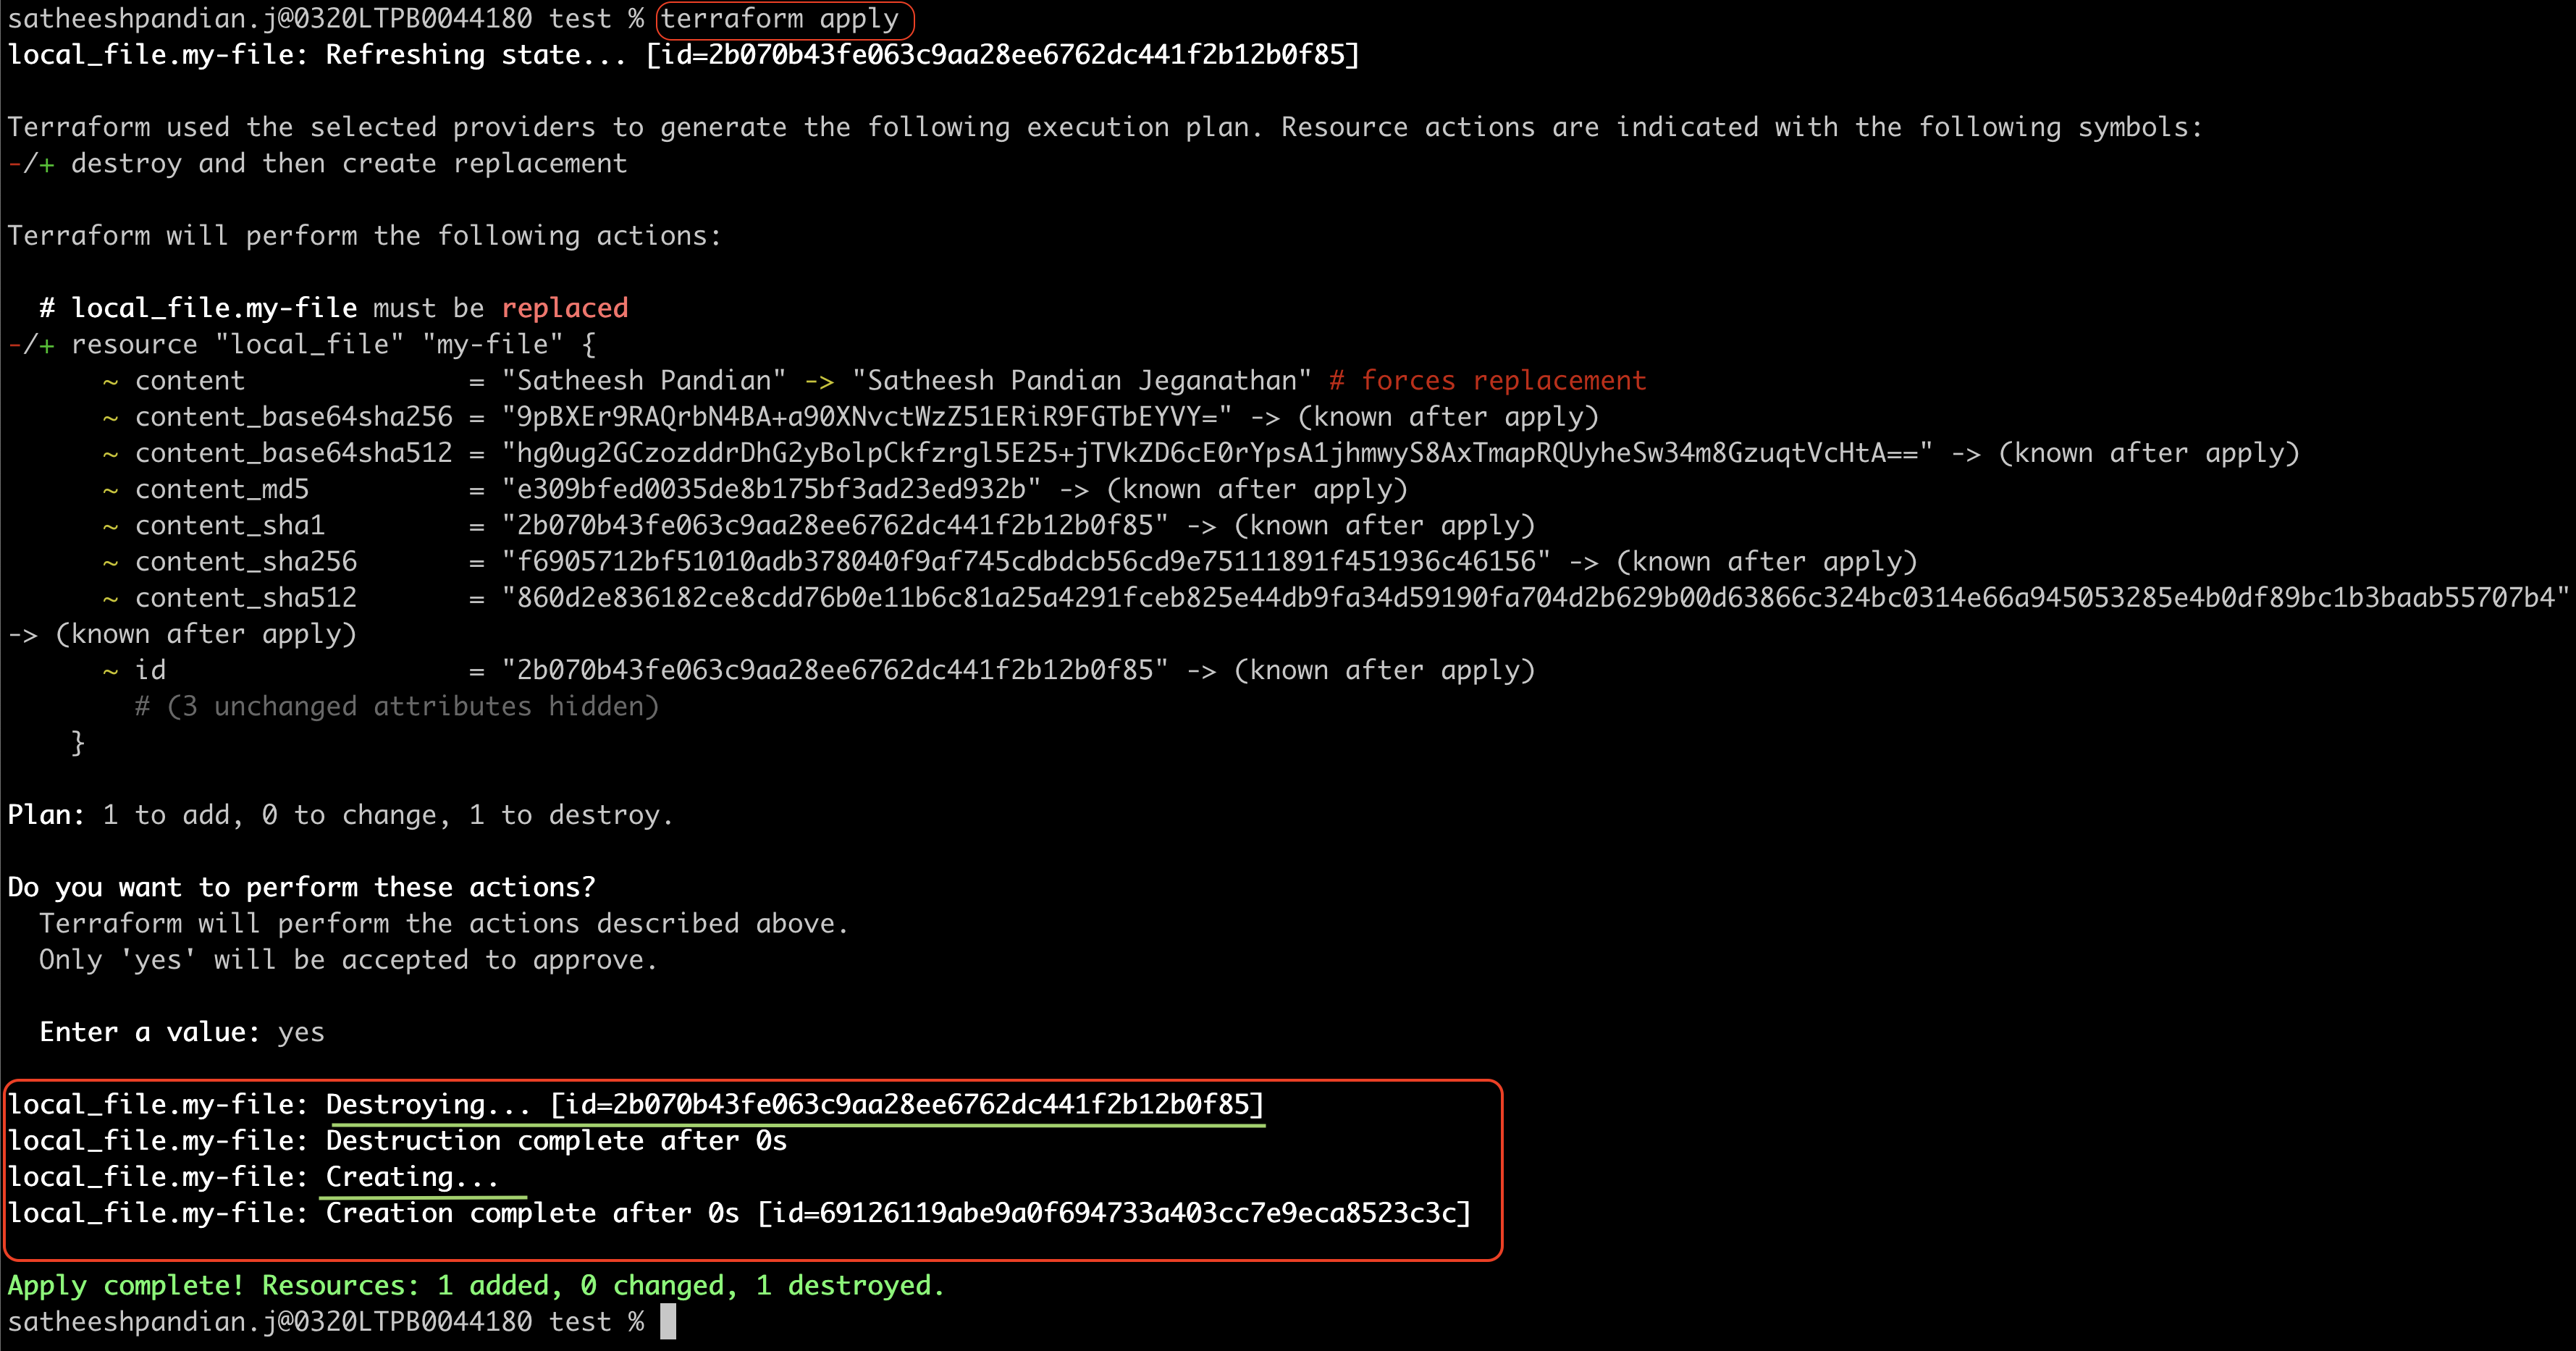 satheeshpandian.j@0320LTPB0044180 test % terraform apply
local_file.my-file: Refreshing state... [id=2b070b43fe063c9aa28ee6762dc441f2b12b0f85]
Terraform used the selected providers to generate the following execution plan. Resource actions are indicated with the following symbols:
-/+ destroy and then create replacement
Terraform will perform the following actions:
# local_file.my-file must be replaced
-/+ resource "local_file" "my-file" {
~ content = "Satheesh Pandian" -> "Satheesh Pandian Jeganathan" # forces replacement
~ content_base64sha256 = "9pBXEr9RAQrbN4BA+a90XNvctWzZ51ERiR9FGTbEYVY=" -> (known after apply)
~ content_base64sha512 = "hg0ug2GCzozddrDhG2yBolpCkfzrgl5E25+jTVkZD6cE0rYpsA1jhmwyS8AxTmapRQUyheSw34m8GzuqtVcHtA==" -> (known after apply)
~ content_md5 = "e309bfed0035de8b175bf3ad23ed932b" -> (known after apply)
~ content_sha1 = "2b070b43fe063c9aa28ee6762dc441f2b12b0f85" -> (known after apply)
~ content_sha256 = "f6905712bf51010adb378040f9af745cdbdcb56cd9e75111891f451936c46156" -> (known after apply)
~ content_sha512 = "860d2e836182ce8cdd76b0e11b6c81a25a4291fceb825e44db9fa34d59190fa704d2b629b00d63866c324bc0314e66a945053285e4b0df89bc1b3baab55707b4"
-> (known after apply)
~ id = "2b070b43fe063c9aa28ee6762dc441f2b12b0f85" -> (known after apply)
# (3 unchanged attributes hidden)
}
Plan: 1 to add, 0 to change, 1 to destroy.
Do you want to perform these actions?
Terraform will perform the actions described above.
Only 'yes' will be accepted to approve.
Enter a value: yes
local_file.my-file: Destroying... [id=2b070b43fe063c9aa28ee6762dc441f2b12b0f85]
local_file.my-file: Destruction complete after 0s
local_file.my-file: Creating...
local_file.my-file: Creation complete after 0s [id=69126119abe9a0f694733a403cc7e9eca8523c3c]
Apply complete! Resources: 1 added, 0 changed, 1 destroyed.
satheeshpandian.j@0320LTPB0044180 test %